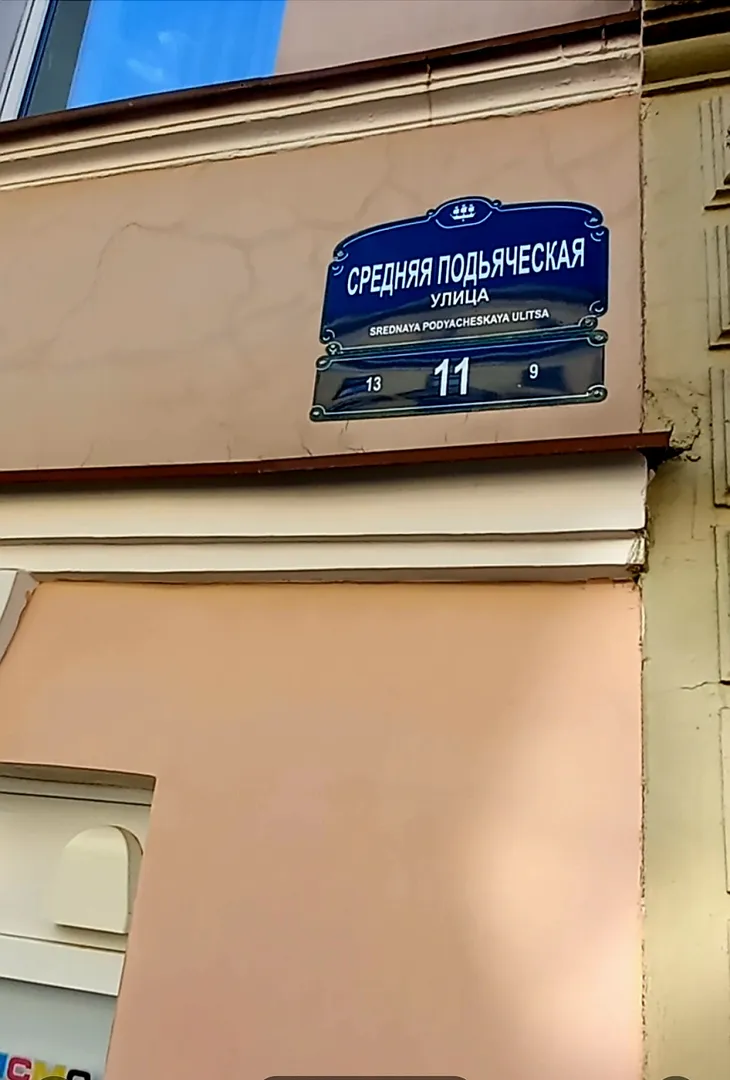 СРЕДНЯЯ ПОДЬЯЧЕСКАЯ
УЛИЦА
SREDNAYA PODYACHESKAYA ULITSA
13 11 9